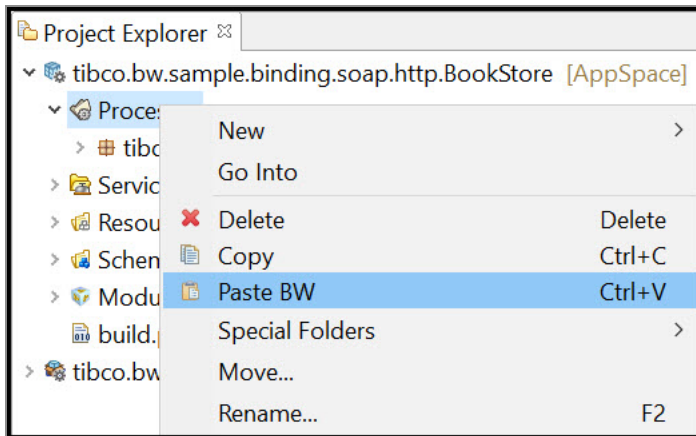 Project Explorer
tibco.bw.sample.binding.soap.http.BookStore [AppSpace]
Proce
New
Go Into
tibc
Servic
Delete Delete
Resou
Copy Ctrl+C
Schen
Paste BW Ctrl+V
Modu
Special Folders
build.
Move...
tibco.bw
Rename... F2